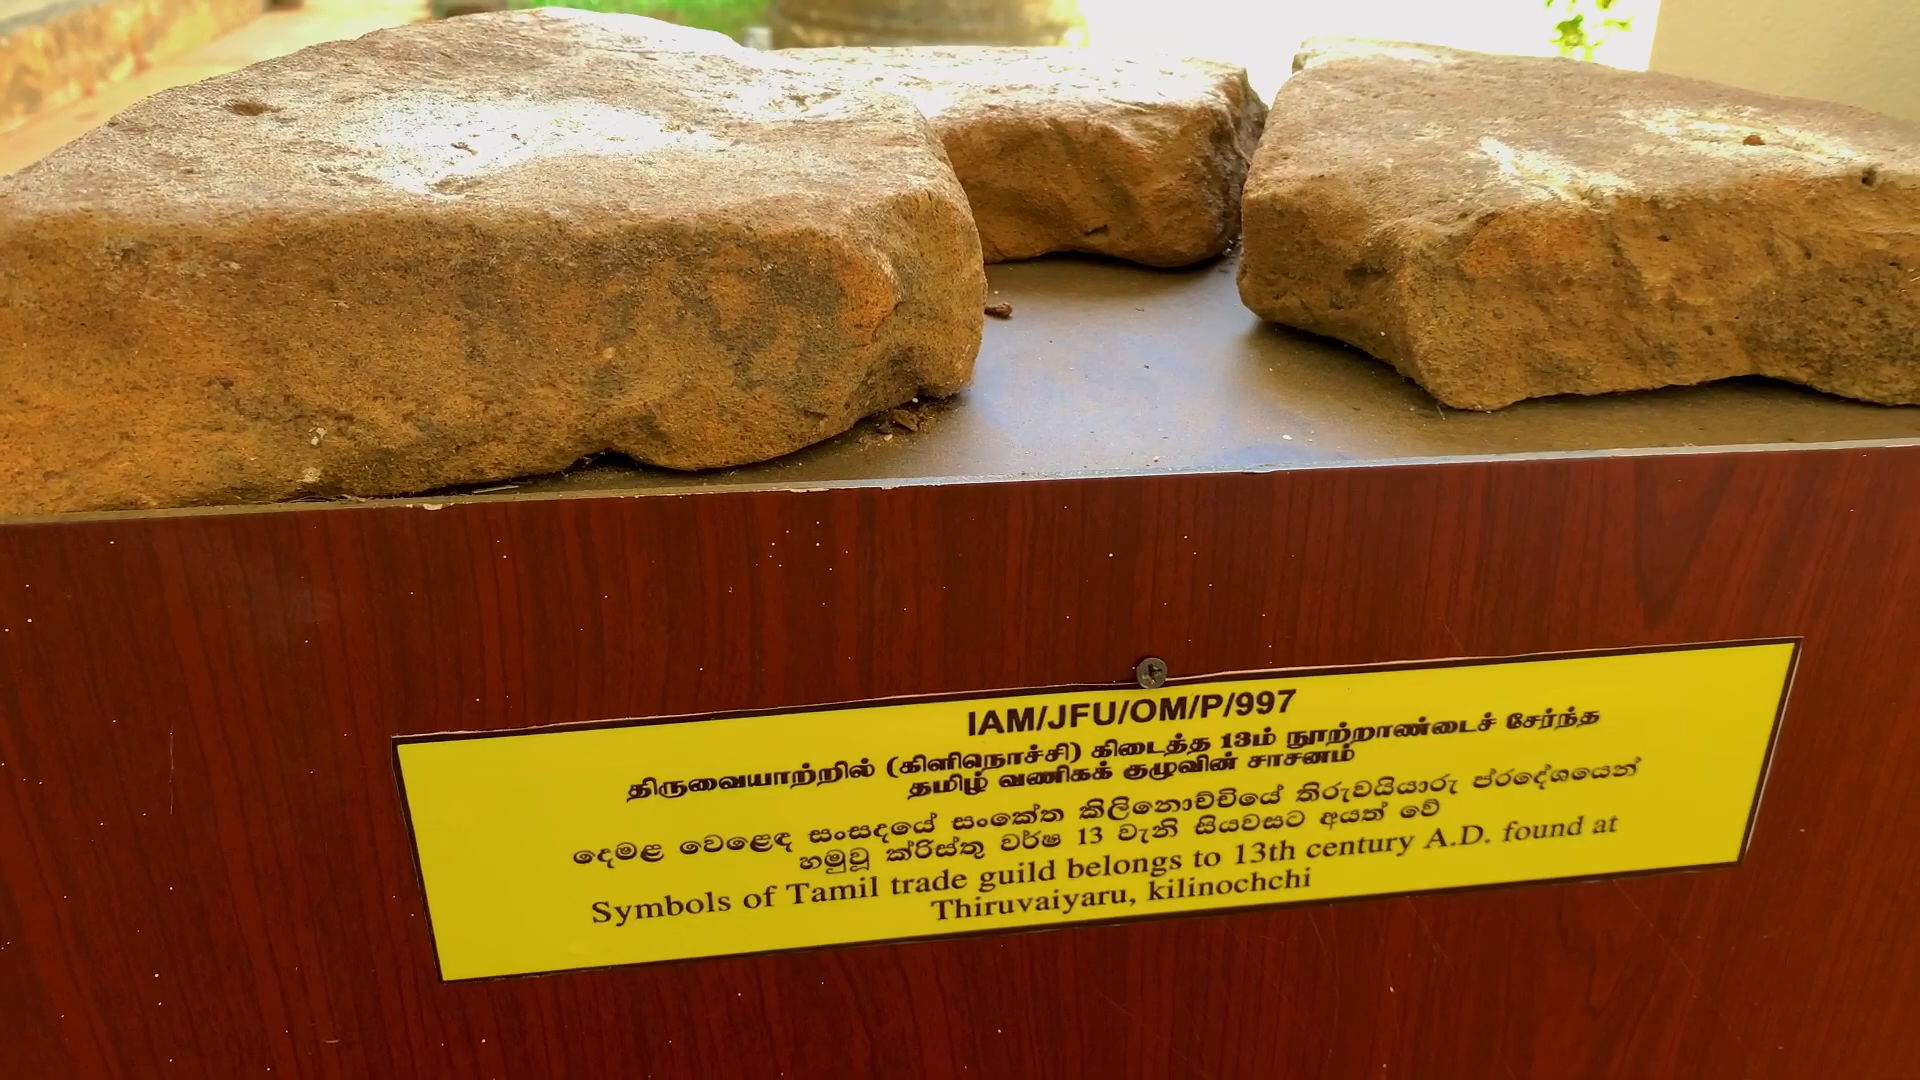 IAM/JFU/OM/P/997
திருவையாற்றில் (கிளிநொச்சி) கிடைத்த 13ம் நூற்றாண்டைச் சேர்ந்த
தமிழ் வணிகக் குழுவின் சாசனம்
දෙමළ වෙළෙඳ සංසදයේ සංකේත කිලිනොච්චියේ තිරුවයියාරු ප්රදේශයෙන්
හමුවූ ක්රිස්තු වර්ෂ 13 වැනි සියවසට අයත් වේ
Symbols of Tamil trade guild belongs to 13th century A.D. found at
Thiruvaiyaru, kilinochchi